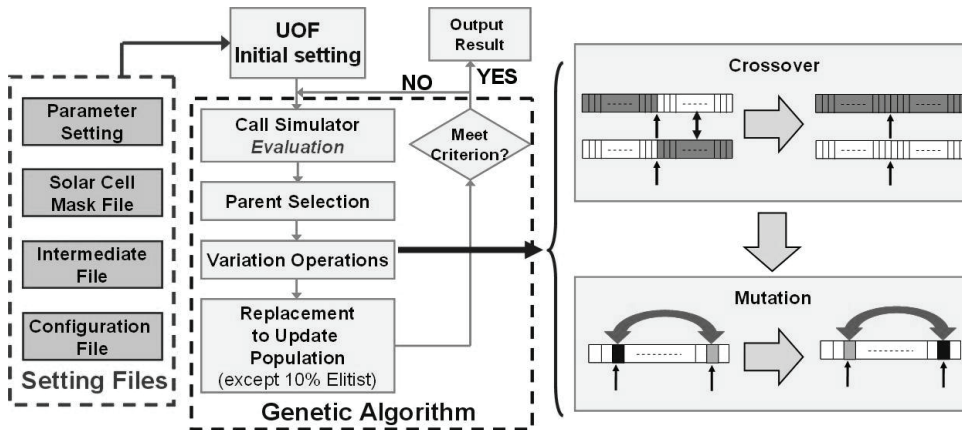 UOF
Initial setting
Output
Result
NO
YES
Parameter
Setting
Solar Cell
Mask File
Intermediate
File
Configuration
File
Setting Files
Call Simulator
Evaluation
Parent Selection
Variation Operations
Replacement
to Update
Population
(except 10% Elitist)
Meet
Criterion?
Genetic Algorithm
Crossover
Mutation